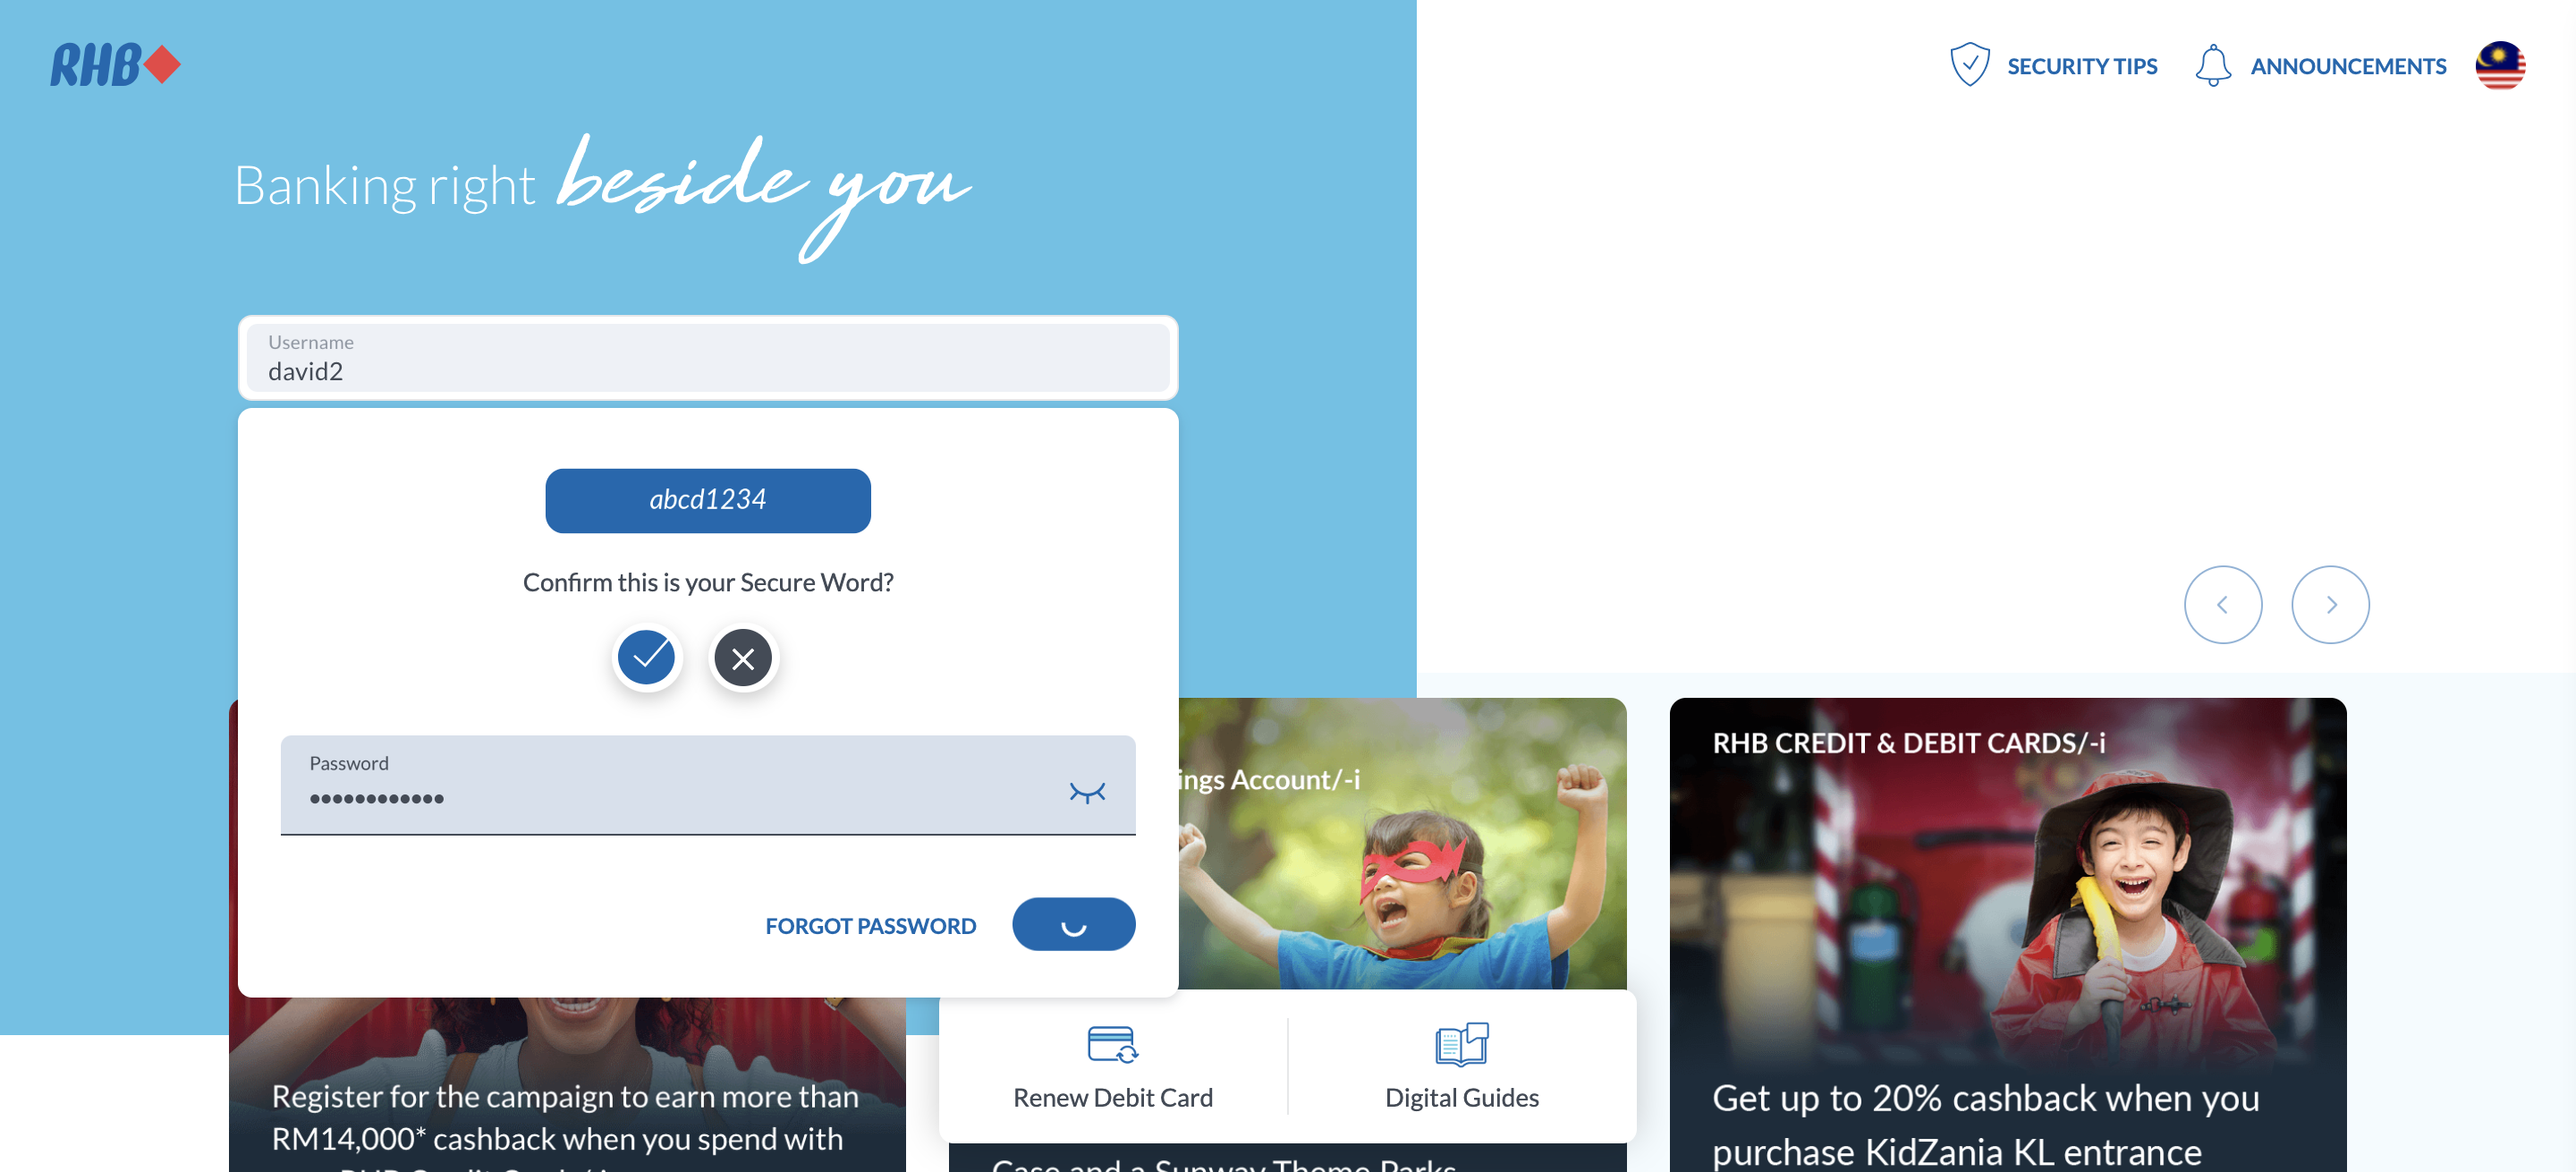 RHB
SECURITY TIPS
ANNOUNCEMENTS
Banking right beside you
Username
david2
abcd1234
Confirm this is your Secure Word?
Password
••••••••••••
FORGOT PASSWORD
ings Account/-i
RHB CREDIT & DEBIT CARDS/-i
Renew Debit Card
Digital Guides
Register for the campaign to earn more than
RM14,000* cashback when you spend with
Get up to 20% cashback when you
purchase KidZania KL entrance
and a Sunway Theme Parks